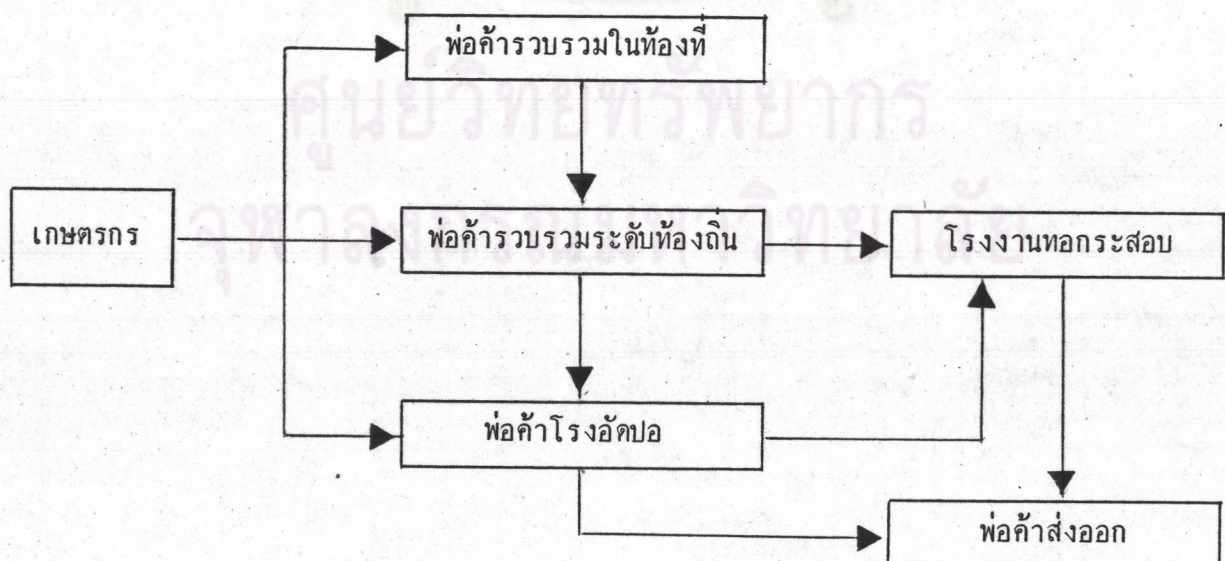 พ่อค้ารวบรวมในท้องที่
ศูนย์วิทยทรัพยากร
จุฬาลงกรณมหาวิทยาลัย
เกษตรกร
พ่อค้ารวบรวมระดับท้องถิ่น
โรงงานทอกระสอบ
พ่อค้าโรงอัดปอ
พ่อค้าส่งออก